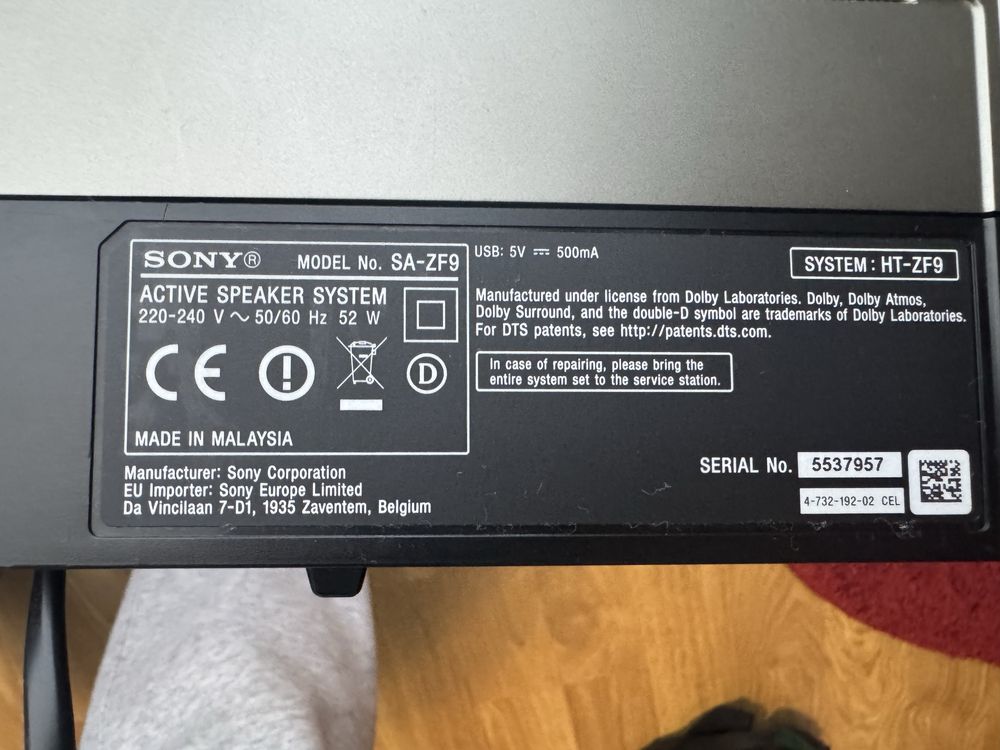 SONY®
MODEL No. SA-ZF9
ACTIVE SPEAKER SYSTEM
220-240 V ~ 50/60 Hz 52 W
CE
D
MADE IN MALAYSIA
Manufacturer: Sony Corporation
EU Importer: Sony Europe Limited
Da Vincilaan 7-D1, 1935 Zaventem, Belgium
USB: 5V ⎓ 500mA
SYSTEM : HT-ZF9
Manufactured under license from Dolby Laboratories. Dolby, Dolby Atmos,
Dolby Surround, and the double-D symbol are trademarks of Dolby Laboratories.
For DTS patents, see http://patents.dts.com.
In case of repairing, please bring the
entire system set to the service station.
SERIAL No. 5537957
4-732-192-02 CEL